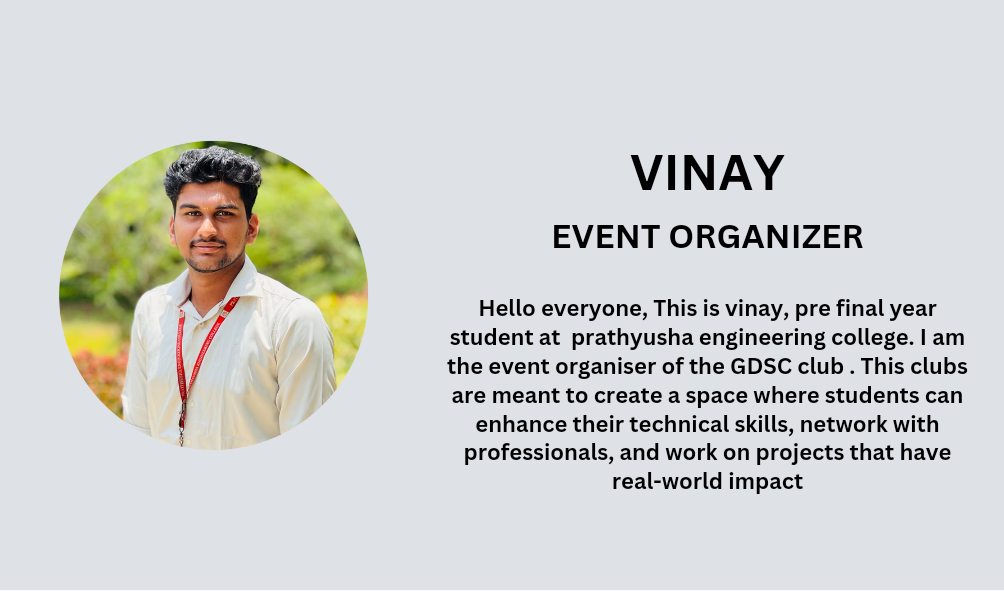 VINAY
EVENT ORGANIZER
Hello everyone, This is vinay, pre final year
student at  prathyusha engineering college. I am
the event organiser of the GDSC club . This clubs
are meant to create a space where students can
enhance their technical skills, network with
professionals, and work on projects that have
real-world impact